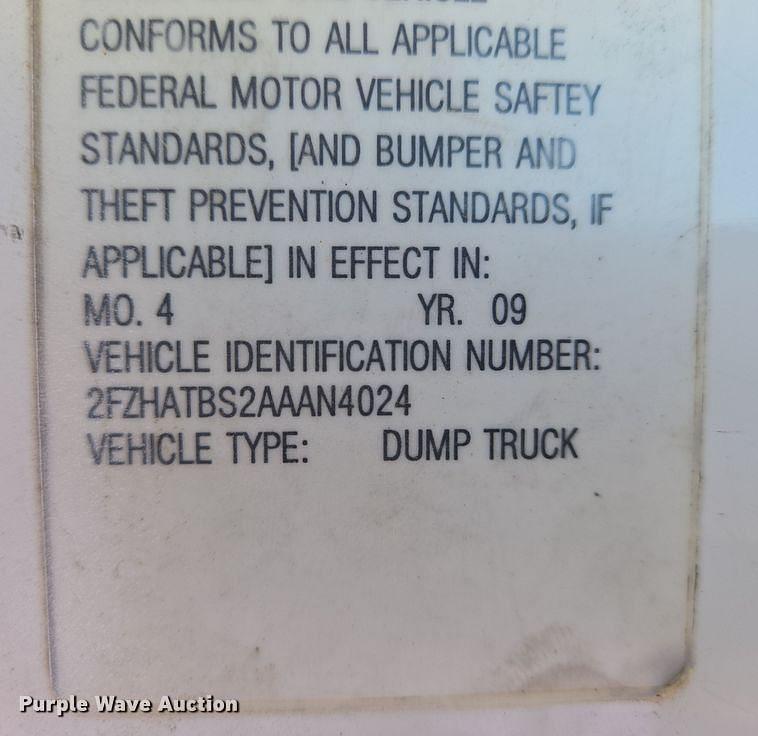 CONFORMS TO ALL APPLICABLE
FEDERAL MOTOR VEHICLE SAFTEY
STANDARDS, [AND BUMPER AND
THEFT PREVENTION STANDARDS, IF
APPLICABLE] IN EFFECT IN:
MO. 4 YR. 09
VEHICLE IDENTIFICATION NUMBER:
2FZHATBS2AAAN4024
VEHICLE TYPE: DUMP TRUCK
Purple Wave Auction